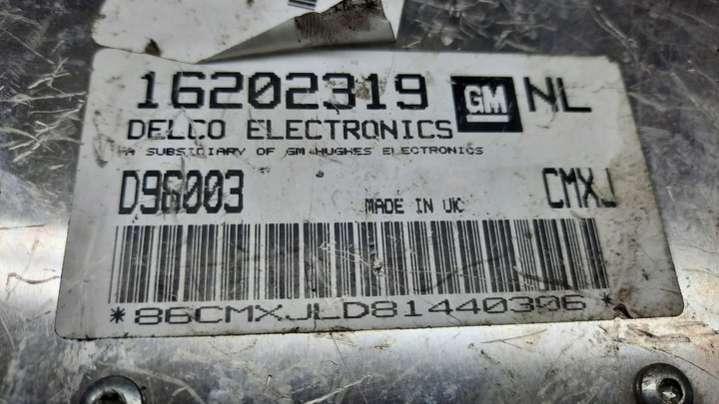 16202319 GM NL
DELCO ELECTRONICS
A SUBSIDIARY OF GM HUGHES ELECTRONICS
D96003 MADE IN UK CMXJ
*86CMXJLD81440306*